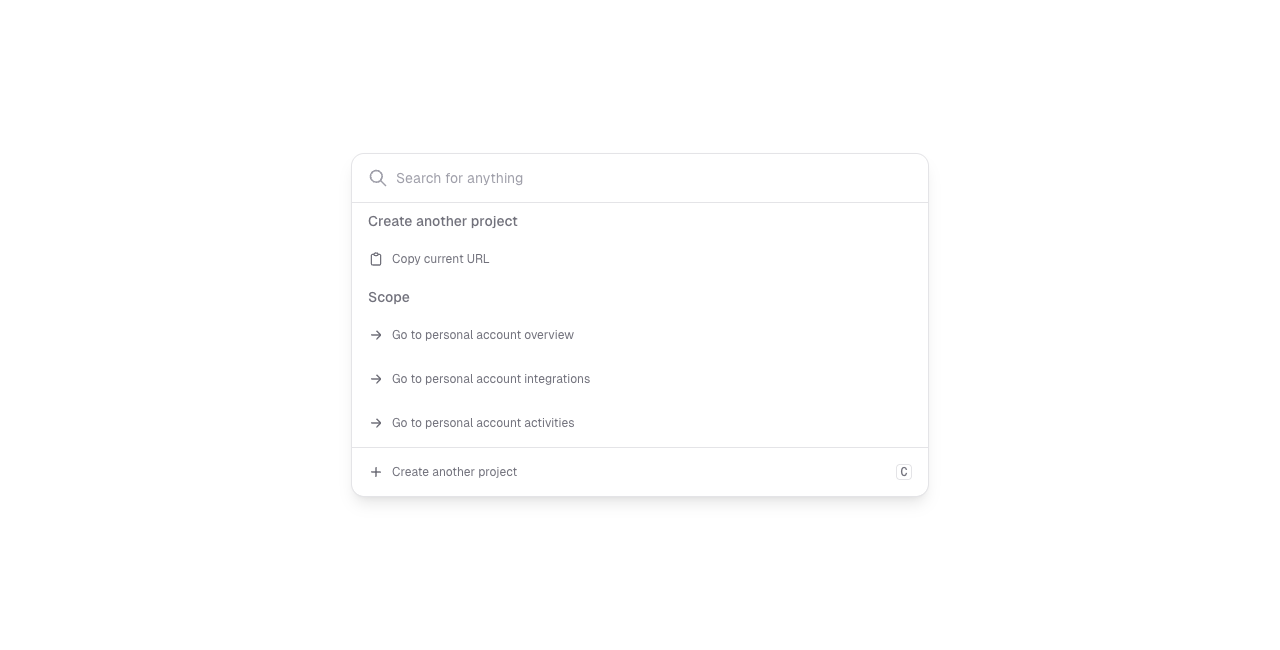 Search for anything
Create another project
Copy current URL
Scope
Go to personal account overview
Go to personal account integrations
Go to personal account activities
Create another project C